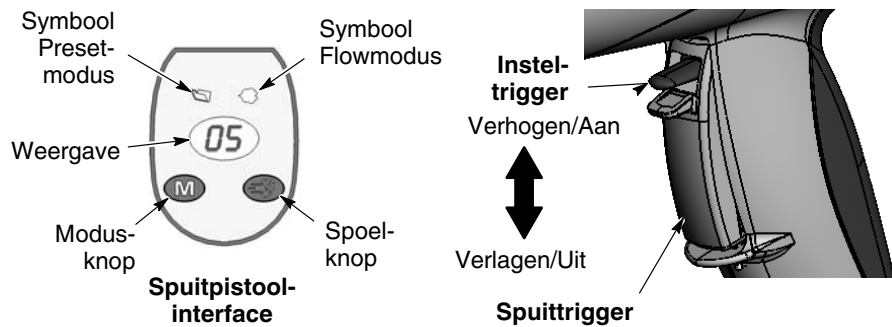 Symbool
Preset-
modus
Symbool
Flowmodus
Weergave
05
M
Modus-
knop
Spoel-
knop
Spuitpistool-
interface
Instel-
trigger
Verhogen/Aan
Verlagen/Uit
Spuittrigger